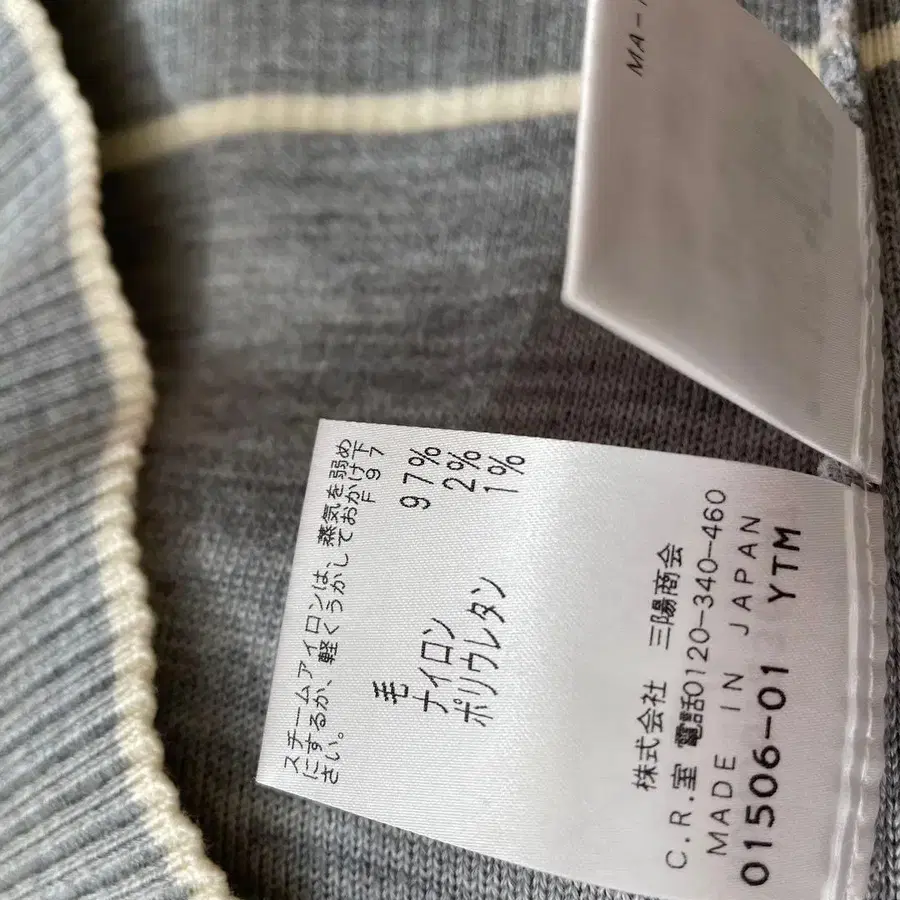 MA-
スチームアイロンは、蒸気を弱め
にするか、軽くうかしておかけ下
さい。 F97
毛 97%
ナイロン 2%
ポリウレタン 1%
株式会社 三陽商会
C.R.室 電話0120-340-460
MADE IN JAPAN
01506-01 YTM